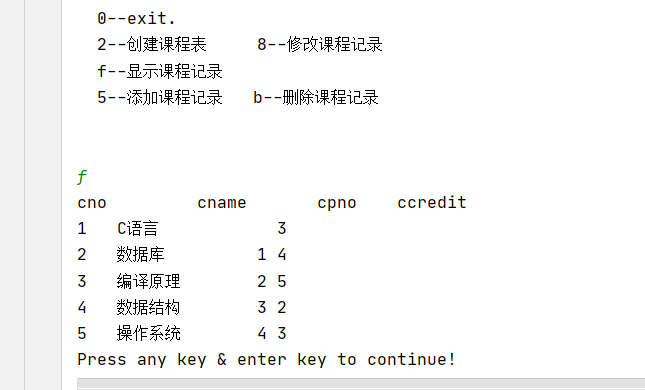 0--exit.
2--创建课程表 8--修改课程记录
f--显示课程记录
5--添加课程记录 b--删除课程记录
f
cno cname cpno ccredit
1 C语言 3
2 数据库 1 4
3 编译原理 2 5
4 数据结构 3 2
5 操作系统 4 3
Press any key & enter key to continue!